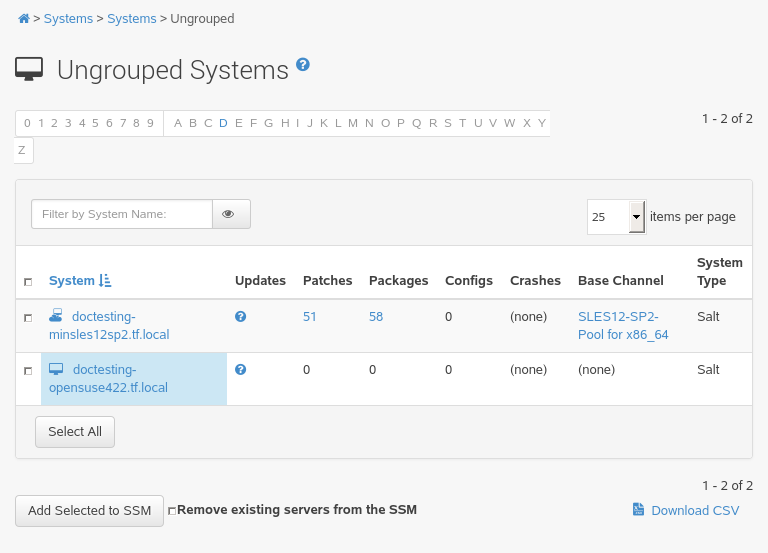 > Systems > Systems > Ungrouped
Ungrouped Systems ?
0 1 2 3 4 5 6 7 8 9 A B C D E F G H I J K L M N O P Q R S T U V W X Y
1 - 2 of 2
Z
Filter by System Name:
25 items per page
System Updates Patches Packages Configs Crashes Base Channel System Type
doctesting-
minsles12sp2.tf.local
? 51 58 0 (none) SLES12-SP2-
Pool for x86_64
Salt
doctesting-
opensuse422.tf.local
? 0 0 0 (none) (none) Salt
Select All
1 - 2 of 2
Add Selected to SSM Remove existing servers from the SSM Download CSV